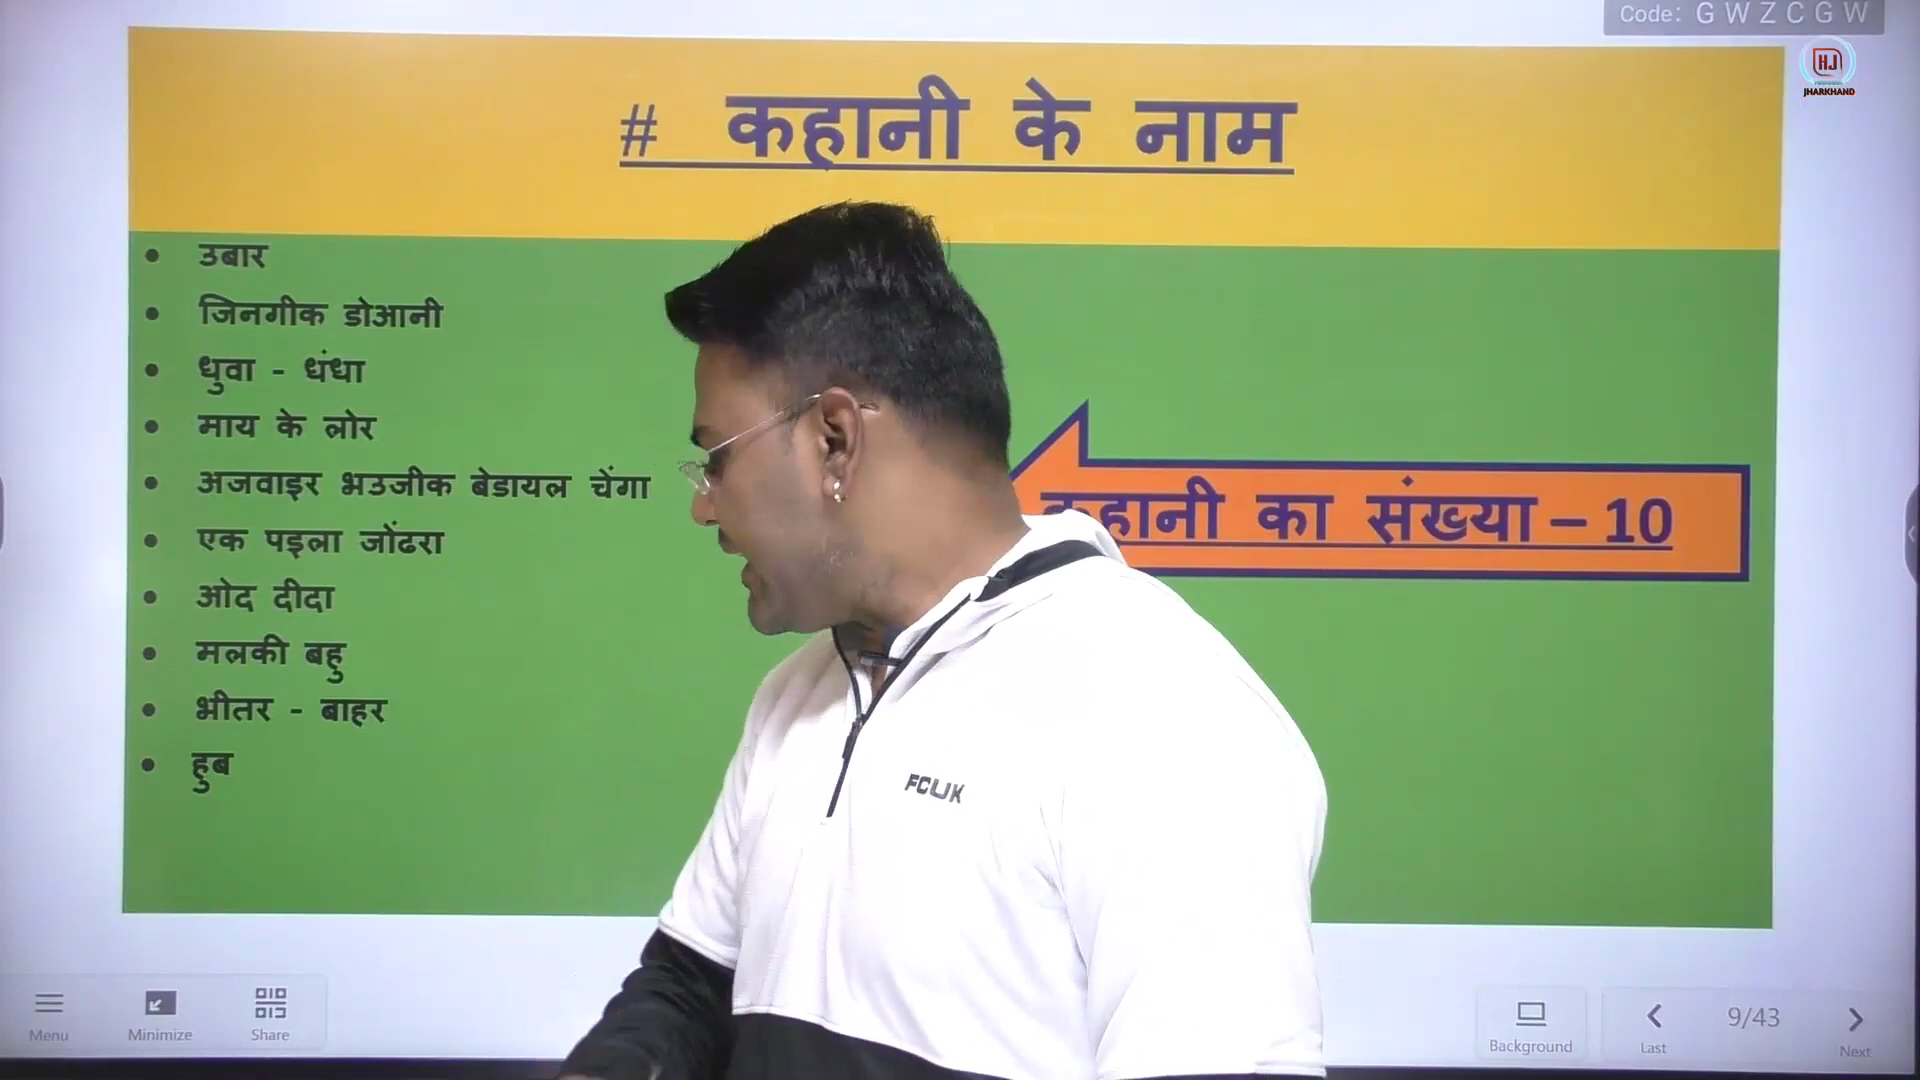 Code: G W Z C G W
HJ
JHARKHAND
# कहानी के नाम
• उबार
• जिनगीक डोआनी
• धुवा - धंधा
• माय के लोर
• अजवाइर भउजीक बेडायल चेंगा
• एक पइला जोंढरा
• ओद दीदा
• मलकी बहु
• भीतर - बाहर
• हुब
कहानी का संख्या – 10
FCUK
Menu
Minimize
Share
Background
Last
9/43
Next